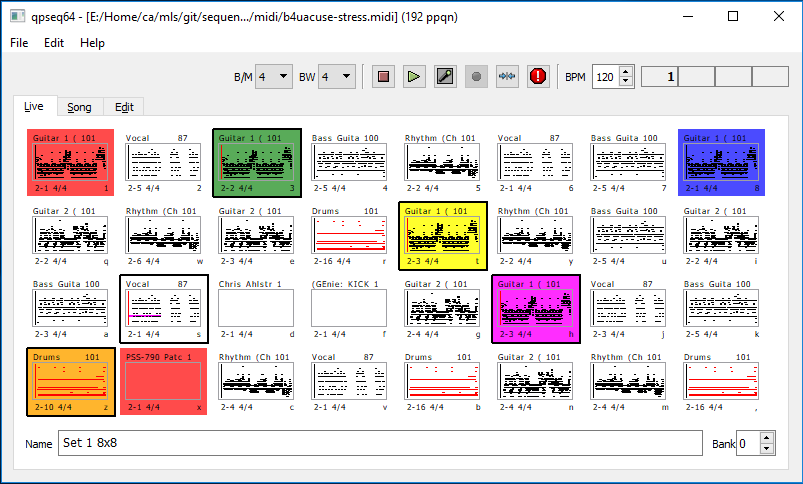 qpseq64 - [E:/Home/ca/mls/git/sequen.../midi/b4uacuse-stress.midi] (192 ppqn)
File Edit Help
B/M 4 BW 4 BPM 120 1
Live Song Edit
Guitar 1 ( 101 Vocal 87 Guitar 1 ( 101 Bass Guita 100 Rhythm (Ch 101 Vocal 87 Bass Guita 100 Guitar 1 ( 101
2-1 4/4 1 2-5 4/4 2 2-2 4/4 3 2-5 4/4 4 2-2 4/4 5 2-1 4/4 6 2-5 4/4 7 2-1 4/4 8
Guitar 2 ( 101 Rhythm (Ch 101 Guitar 2 ( 101 Drums 101 Guitar 1 ( 101 Rhythm (Ch 101 Bass Guita 100 Guitar 2 ( 101
2-4 4/4 q 2-6 4/4 w 2-3 4/4 e 2-16 4/4 r 2-3 4/4 t 2-2 4/4 y 2-5 4/4 u 2-2 4/4 i
Bass Guita 100 Vocal 87 Chris Ahlstr 1 (GEnie: KICK 1 Guitar 2 ( 101 Guitar 1 ( 101 Vocal 87 Bass Guita 100
2-3 4/4 a 2-1 4/4 s 2-1 4/4 d 2-1 4/4 f 2-4 4/4 g 2-3 4/4 h 2-3 4/4 j 2-5 4/4 k
Drums 101 PSS-790 Patc 1 Rhythm (Ch 101 Vocal 87 Drums 101 Guitar 2 ( 101 Rhythm (Ch 101 Drums 101
2-10 4/4 z 2-1 4/4 x 2-4 4/4 c 2-1 4/4 v 2-16 4/4 b 2-4 4/4 n 2-4 4/4 m 2-16 4/4 ,
Name Set 1 8x8 Bank 0